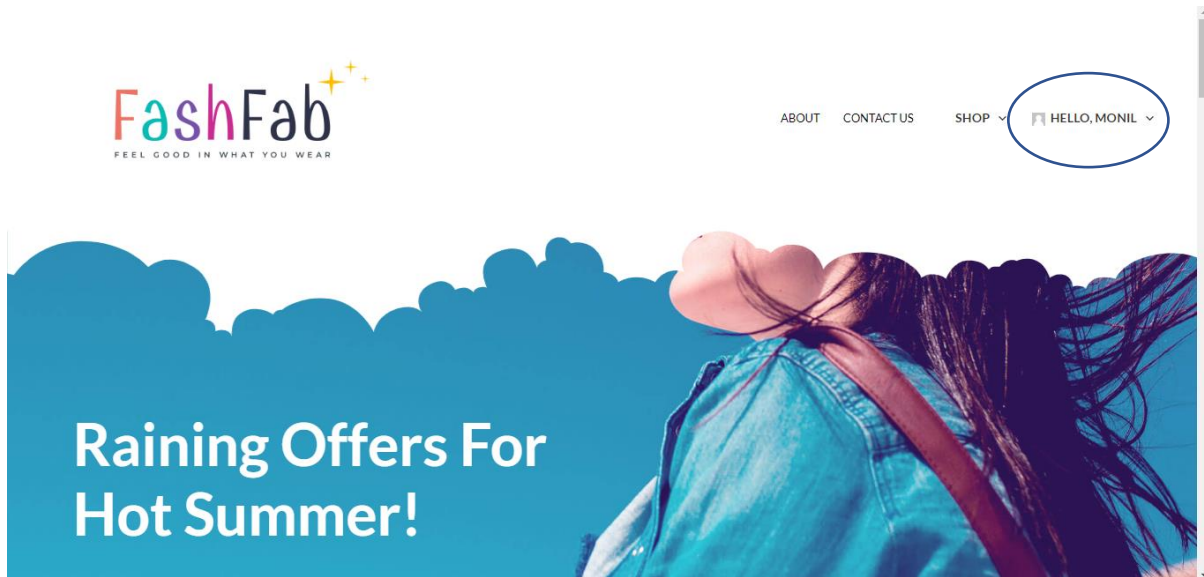 FashFab
FEEL GOOD IN WHAT YOU WEAR
ABOUT CONTACT US SHOP HELLO, MONIL
Raining Offers For
Hot Summer!